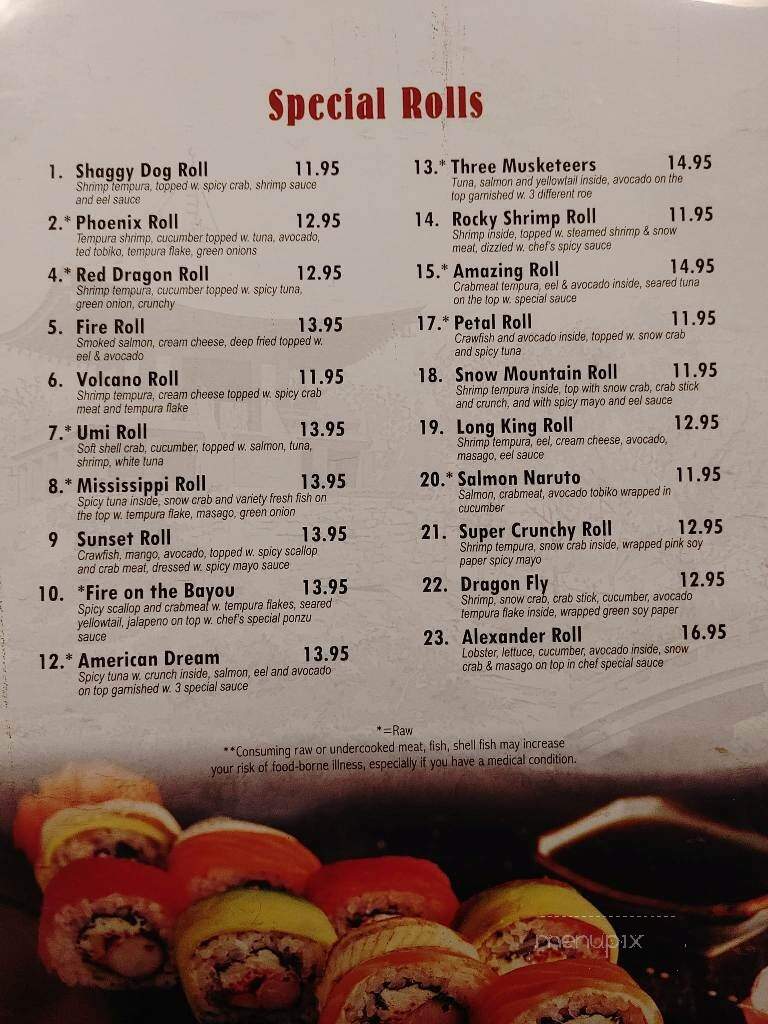 Special Rolls
1. Shaggy Dog Roll 11.95
Shrimp tempura, topped w. spicy crab, shrimp sauce
and eel sauce
2.* Phoenix Roll 12.95
Tempura shrimp, cucumber topped w. tuna, avocado,
ted tobiko, tempura flake, green onions
4.* Red Dragon Roll 12.95
Shrimp tempura, cucumber topped w. spicy tuna,
green onion, crunchy
5. Fire Roll 13.95
Smoked salmon, cream cheese, deep fried topped w.
eel & avocado
6. Volcano Roll 11.95
Shrimp tempura, cream cheese topped w. spicy crab
meat and tempura flake
7.* Umi Roll 13.95
Soft shell crab, cucumber, topped w. salmon, tuna,
shrimp, white tuna
8.* Mississippi Roll 13.95
Spicy tuna inside, snow crab and variety fresh fish on
the top w. tempura flake, masago, green onion
9 Sunset Roll 13.95
Crawfish, mango, avocado, topped w. spicy scallop
and crab meat, dressed w. spicy mayo sauce
10. *Fire on the Bayou 13.95
Spicy scallop and crabmeat w. tempura flakes, seared
yellowtail, jalapeno on top w. chef's special ponzu
sauce
12.* American Dream 13.95
Spicy tuna w. crunch inside, salmon, eel and avocado
on top garnished w. 3 special sauce
13.* Three Musketeers 14.95
Tuna, salmon and yellowtail inside, avocado on the
top garnished w. 3 different roe
14. Rocky Shrimp Roll 11.95
Shrimp inside, topped w. steamed shrimp & snow
meat, dizzled w. chef's spicy sauce
15.* Amazing Roll 14.95
Crabmeat tempura, eel & avocado inside, seared tuna
on the top w. special sauce
17.* Petal Roll 11.95
Crawfish and avocado inside, topped w. snow crab
and spicy tuna
18. Snow Mountain Roll 11.95
Shrimp tempura inside, top with snow crab, crab stick
and crunch, and with spicy mayo and eel sauce
19. Long King Roll 12.95
Shrimp tempura, eel, cream cheese, avocado,
masago, eel sauce
20.* Salmon Naruto 11.95
Salmon, crabmeat, avocado tobiko wrapped in
cucumber
21. Super Crunchy Roll 12.95
Shrimp tempura, snow crab inside, wrapped pink soy
paper spicy mayo
22. Dragon Fly 12.95
Shrimp, snow crab, crab stick, cucumber, avocado
tempura flake inside, wrapped green soy paper
23. Alexander Roll 16.95
Lobster, lettuce, cucumber, avocado inside, snow
crab & masago on top in chef special sauce
*=Raw
**Consuming raw or undercooked meat, fish, shell fish may increase
your risk of food-borne illness, especially if you have a medical condition.
menupix